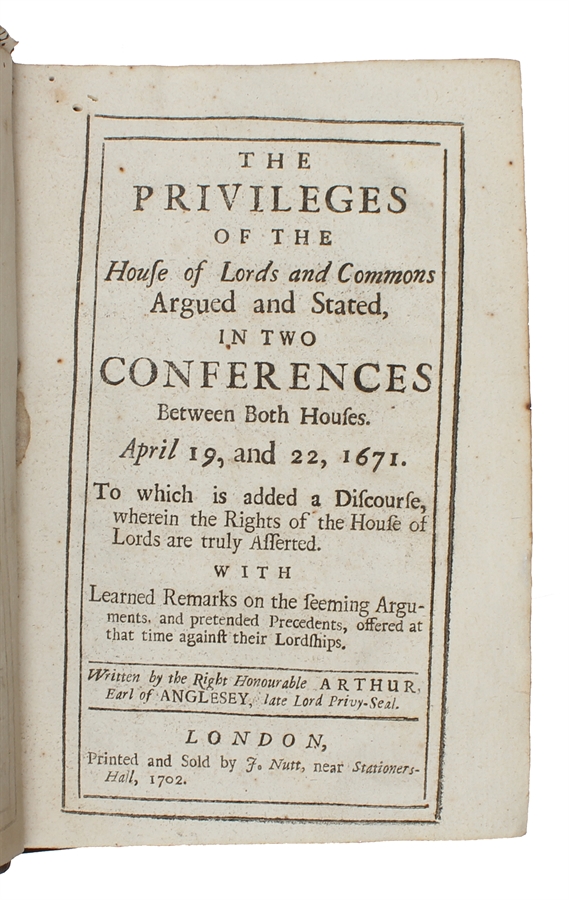 THE
PRIVILEGES
OF THE
Houſe of Lords and Commons
Argued and Stated,
IN TWO
CONFERENCES
Between Both Houſes.
April 19, and 22, 1671.
To which is added a Diſcourſe,
wherein the Rights of the Houſe of
Lords are truly Aſſerted.
WITH
Learned Remarks on the ſeeming Argu-
ments, and pretended Precedents, offered at
that time againſt their Lordſhips.
Written by the Right Honourable ARTHUR,
Earl of ANGLESEY, late Lord Privy-Seal.
LONDON,
Printed and Sold by J. Nutt, near Stationers-
Hall, 1702.